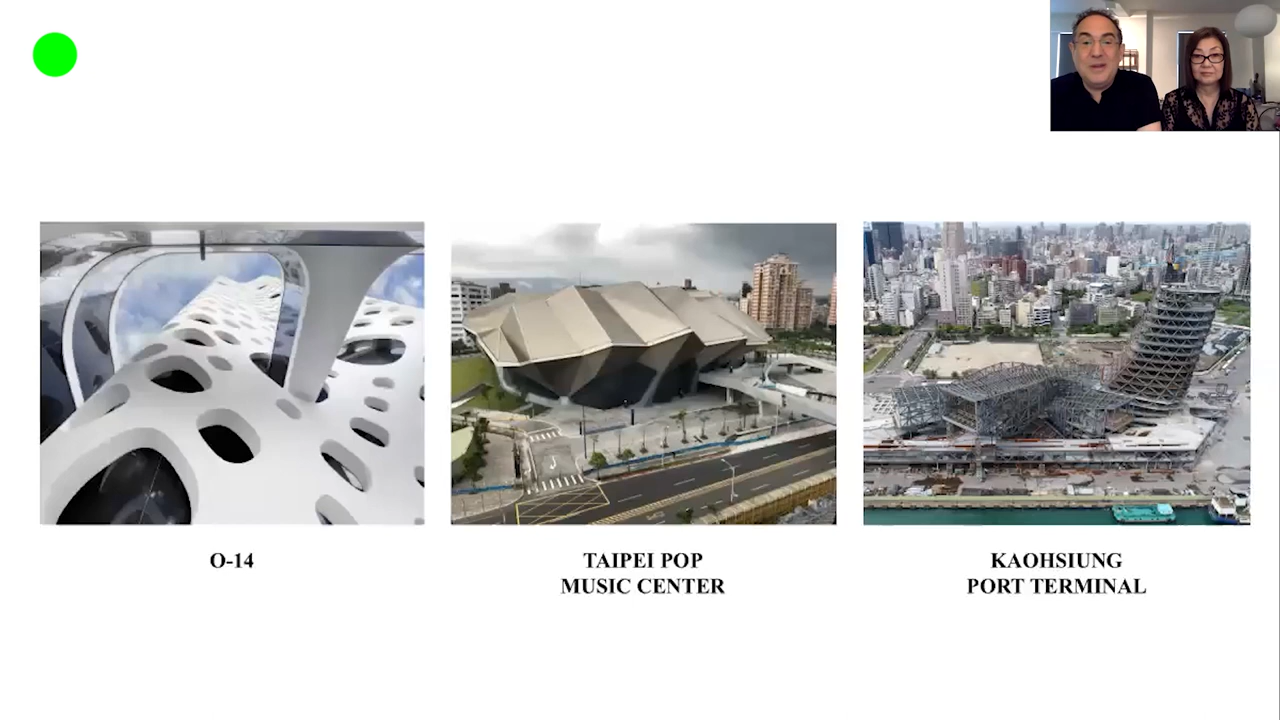 O-14
TAIPEI POP
MUSIC CENTER
KAOHSIUNG
PORT TERMINAL